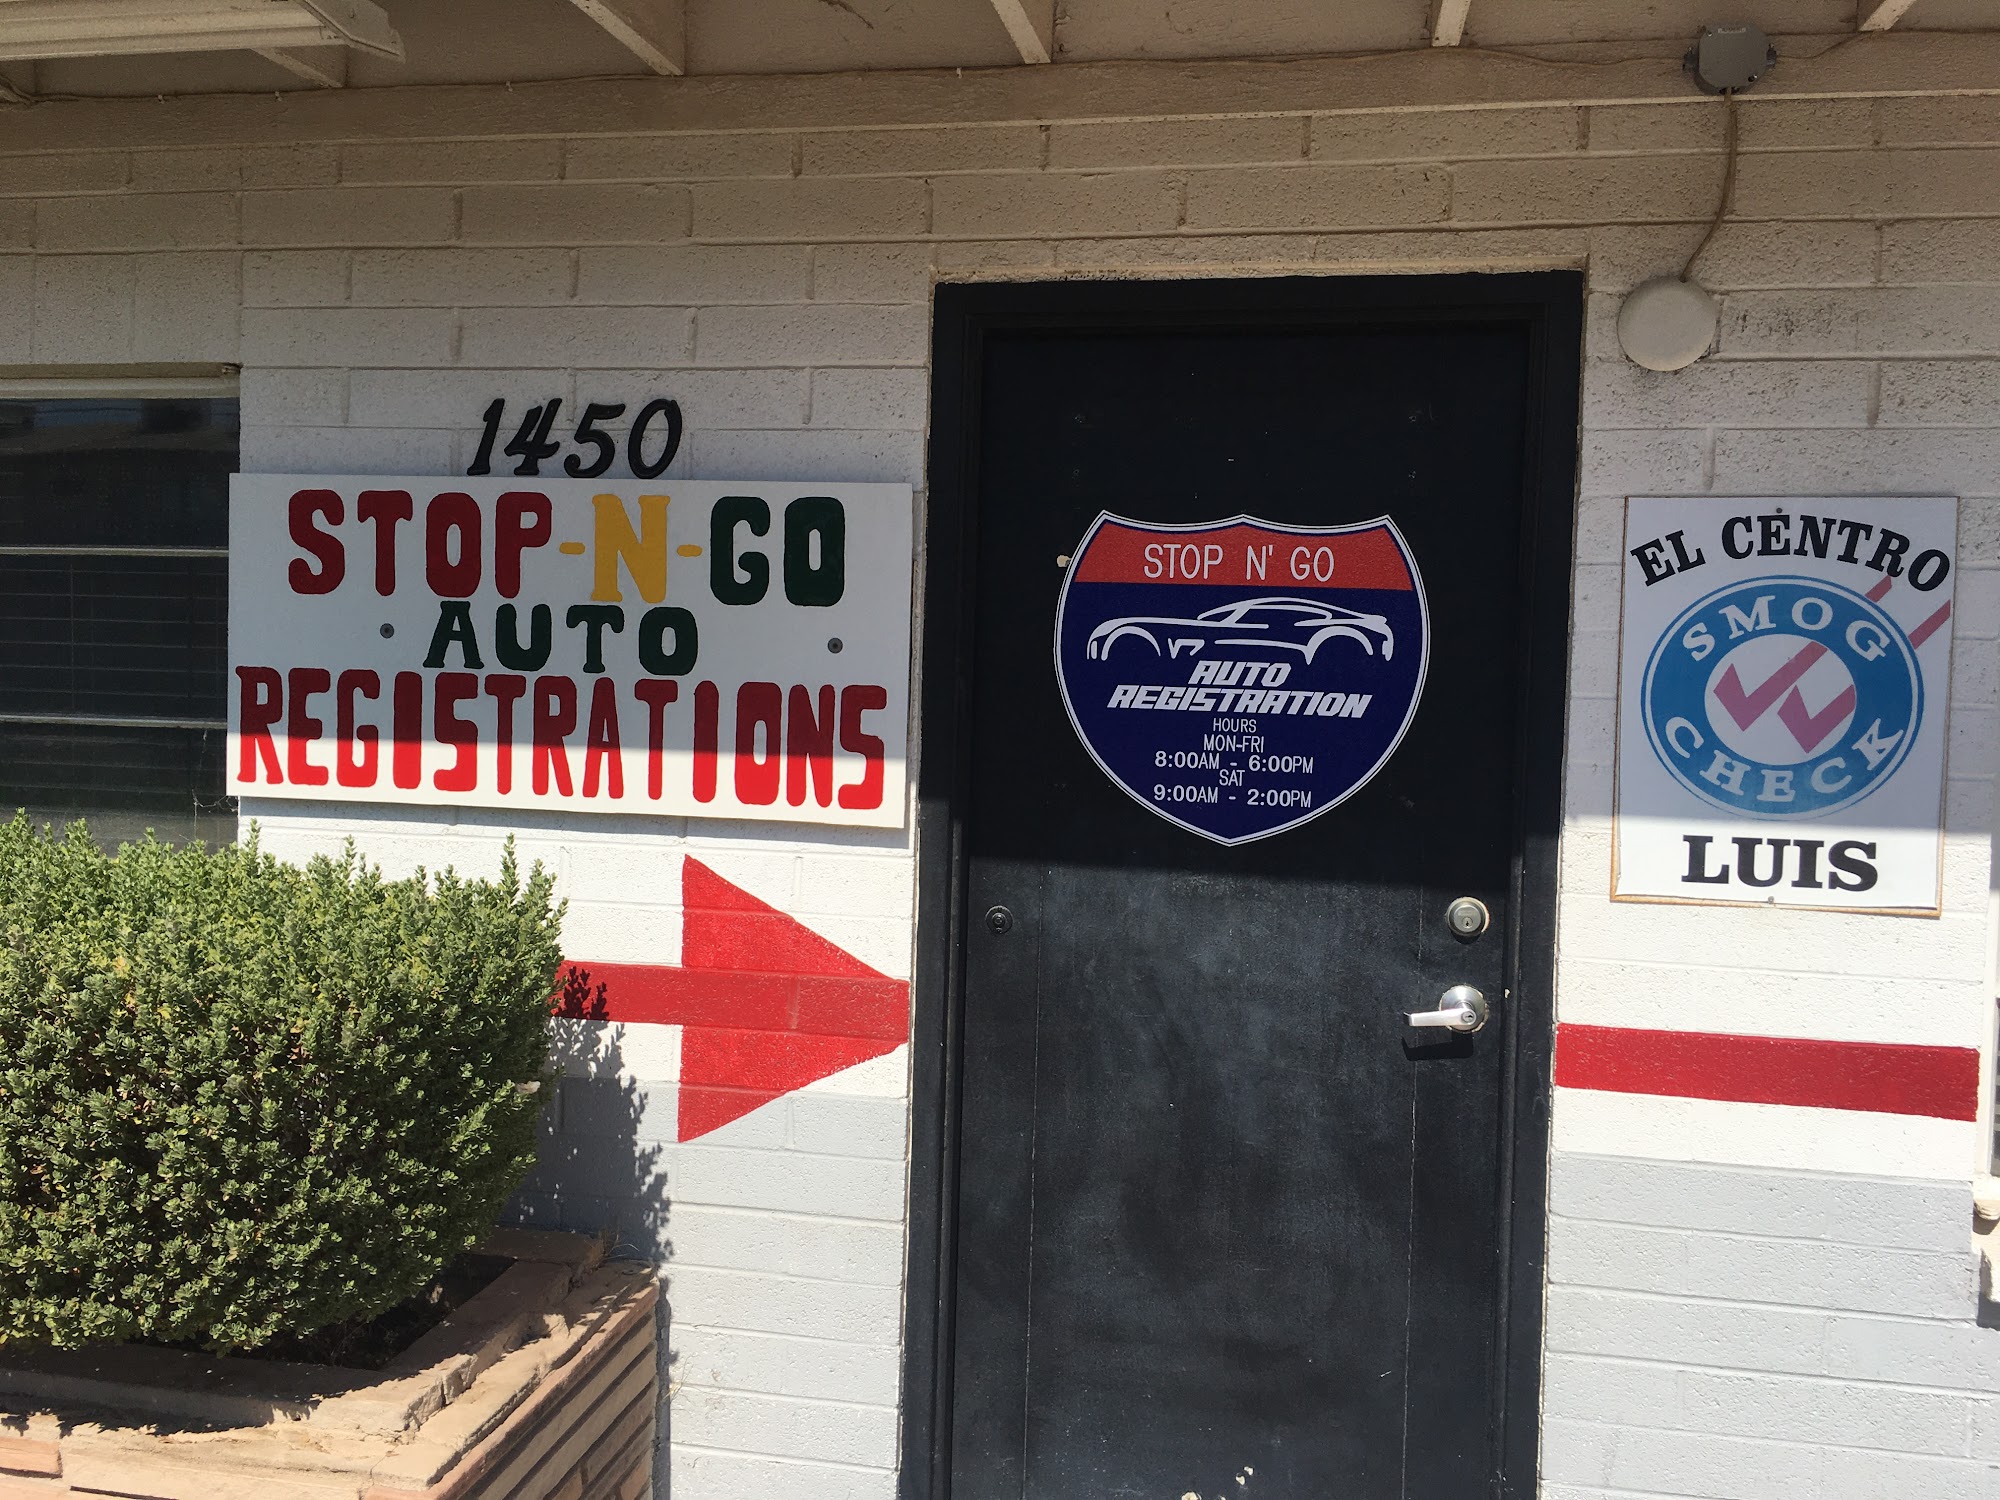 1450
STOP-N-GO
AUTO
REGISTRATIONS
STOP N' GO
AUTO
REGISTRATION
HOURS
MON-FRI
8:00AM - 6:00PM
SAT
9:00AM - 2:00PM
EL CENTRO
SMOG
CHECK
LUIS